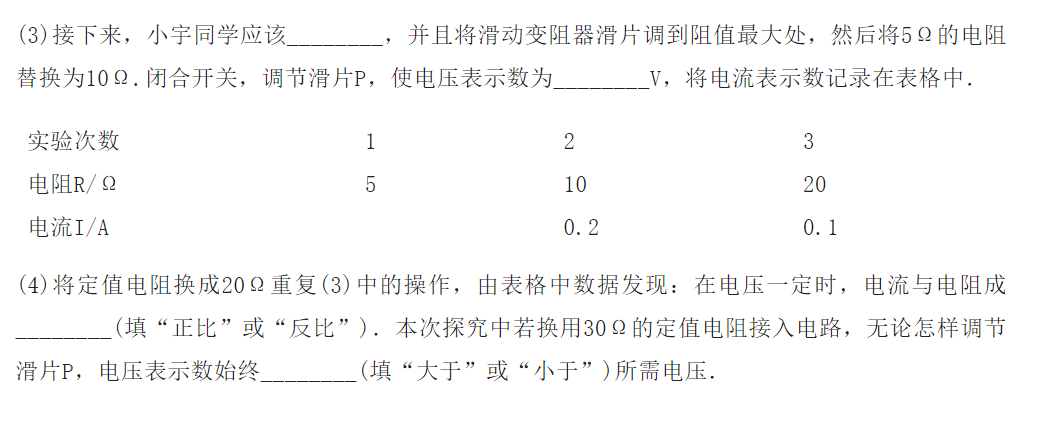 (3)接下来，小宇同学应该________，并且将滑动变阻器滑片调到阻值最大处，然后将5Ω的电阻
替换为10Ω.闭合开关，调节滑片P，使电压表示数为________V，将电流表示数记录在表格中.
实验次数 1 2 3
电阻R/Ω 5 10 20
电流I/A 0.2 0.1
(4)将定值电阻换成20Ω重复(3)中的操作，由表格中数据发现：在电压一定时，电流与电阻成
________(填“正比”或“反比”)．本次探究中若换用30Ω的定值电阻接入电路，无论怎样调节
滑片P，电压表示数始终________(填“大于”或“小于”)所需电压.